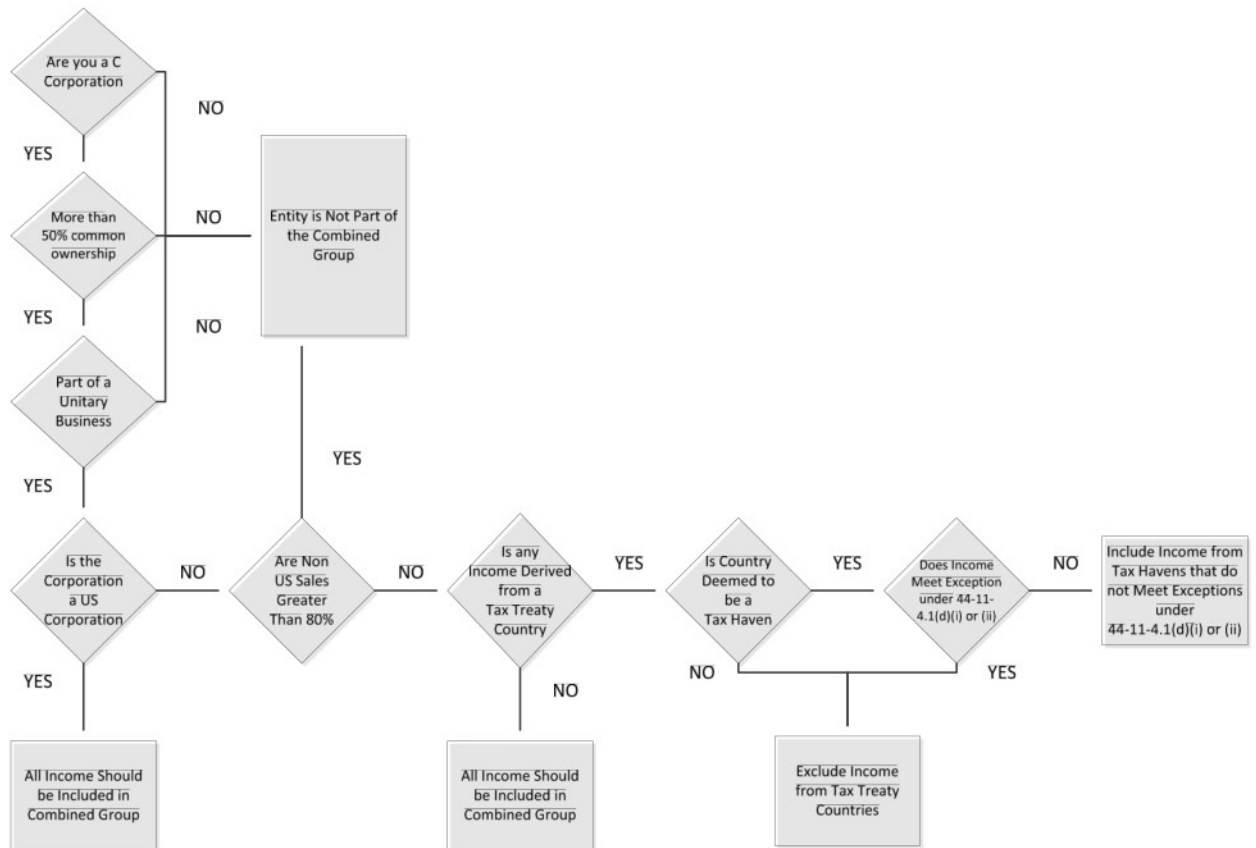 Are you a C
Corporation
NO
YES
More than
50% common
ownership
NO
Entity is Not Part of
the Combined
Group
YES
NO
Part of a
Unitary
Business
YES
YES
Is the
Corporation
a US
Corporation
NO
Are Non
US Sales
Greater
Than 80%
NO
Is any
Income Derived
from a
Tax Treaty
Country
YES
Is Country
Deemed to
be a
Tax Haven
YES
Does Income
Meet Exception
under 44-11-
4.1(d)(i) or (ii)
NO
Include Income from
Tax Havens that do
not Meet Exceptions
under
44-11-4.1(d)(i) or (ii)
YES
NO
NO
YES
All Income Should
be Included in
Combined Group
All Income Should
be Included in
Combined Group
Exclude Income
from Tax Treaty
Countries